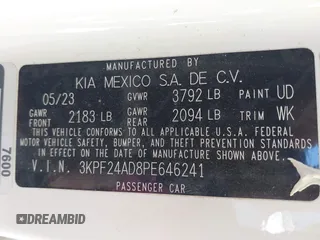 MANUFACTURED BY
KIA MEXICO S.A. DE C.V.
05/23 GVWR 3792 LB PAINT UD
GAWR FRONT 2183 LB GAWR REAR 2094 LB TRIM WK
THIS VEHICLE CONFORMS TO ALL APPLICABLE U.S.
FEDERAL MOTOR VEHICLE SAFETY, BUMPER, AND
THEFT PREVENTION STANDARDS IN EFFECT ON
THE DATE OF MANUFACTURE SHOWN ABOVE.
V.I.N. 3KPF24AD8PE646241
PASSENGER CAR
7600
© DREAMBID